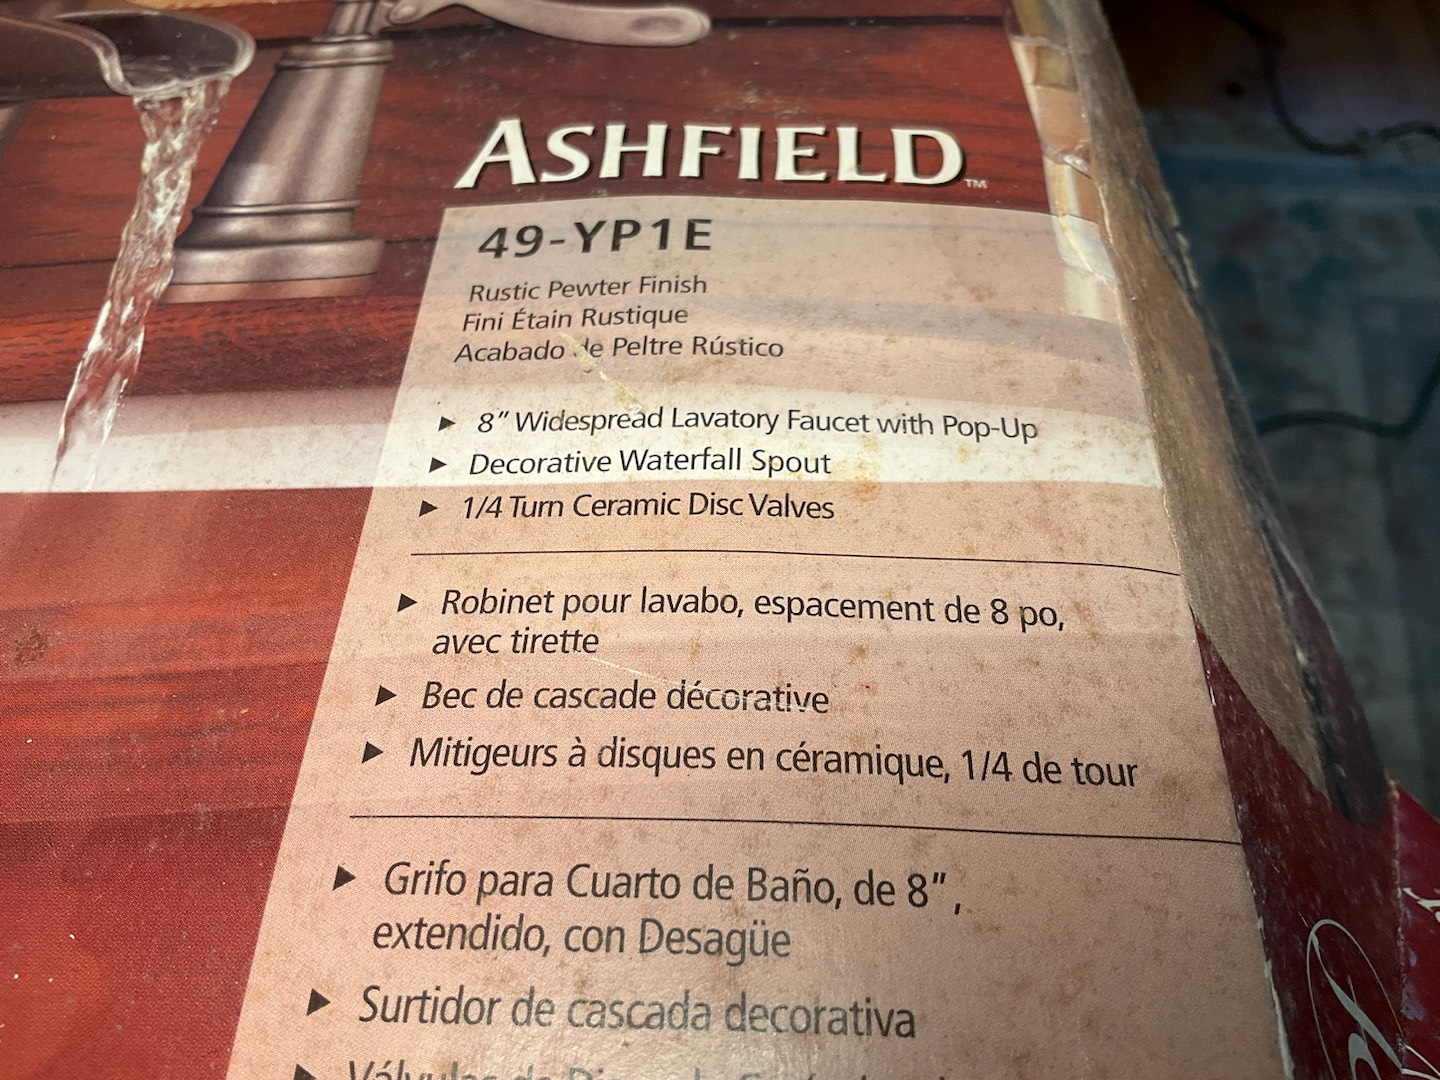 ASHFIELD™
49-YP1E
Rustic Pewter Finish
Fini Étain Rustique
Acabado de Peltre Rústico
► 8" Widespread Lavatory Faucet with Pop-Up
► Decorative Waterfall Spout
► 1/4 Turn Ceramic Disc Valves
► Robinet pour lavabo, espacement de 8 po,
avec tirette
► Bec de cascade décorative
► Mitigeurs à disques en céramique, 1/4 de tour
► Grifo para Cuarto de Baño, de 8",
extendido, con Desagüe
► Surtidor de cascada decorativa
► Válvulas de